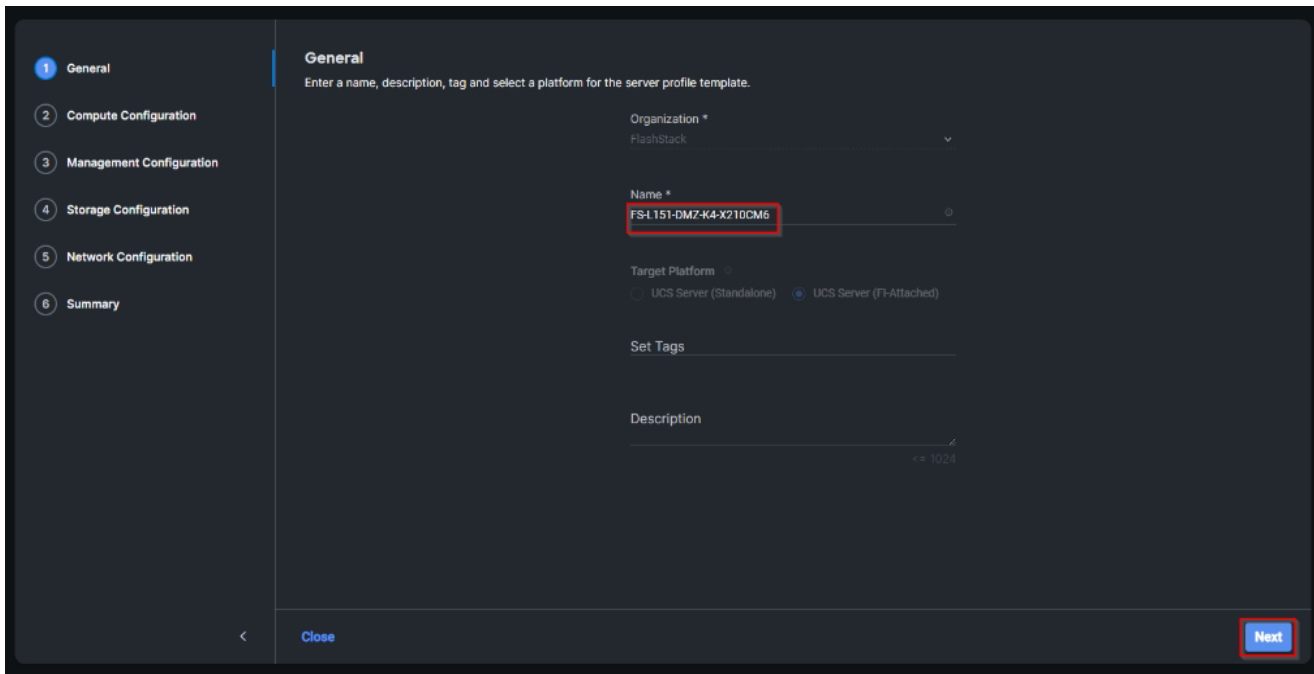 1 General
2 Compute Configuration
3 Management Configuration
4 Storage Configuration
5 Network Configuration
6 Summary
General
Enter a name, description, tag and select a platform for the server profile template.
Organization *
FlashStack
Name *
FS-L151-DMZ-K4-X210CM6
Target Platform
UCS Server (Standalone) UCS Server (FI-Attached)
Set Tags
Description
<= 1024
Close Next